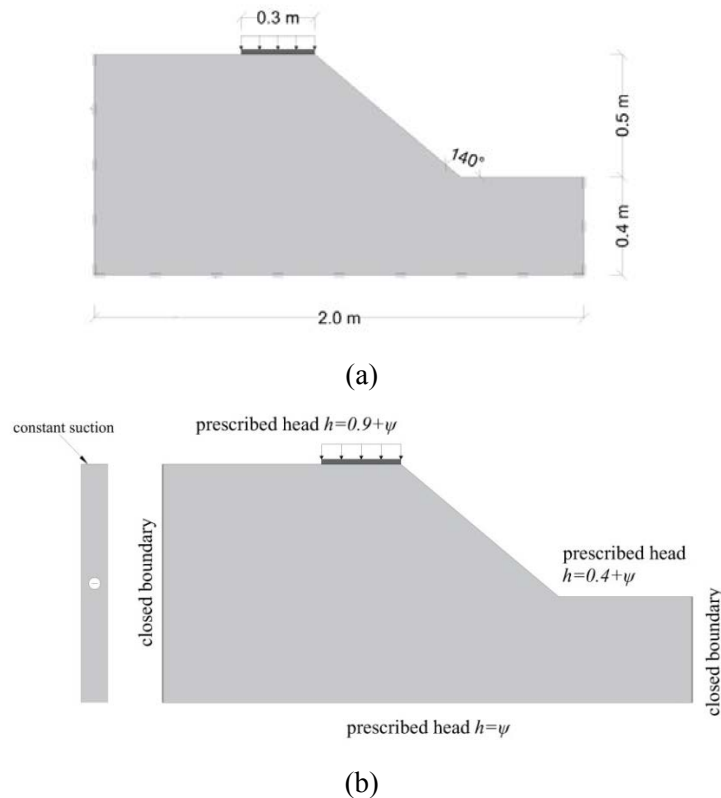 0.3 m
140°
0.5 m
0.4 m
2.0 m
(a)
constant suction
prescribed head h=0.9+ψ
closed boundary
prescribed head
h=0.4+ψ
closed boundary
prescribed head h=ψ
(b)